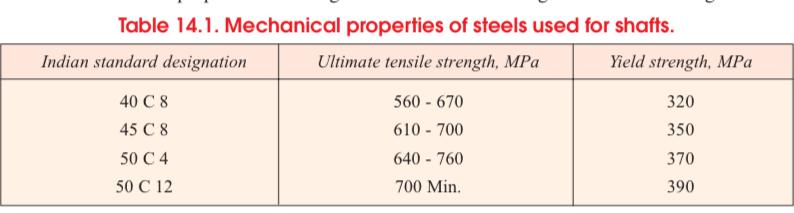 Table 14.1. Mechanical properties of steels used for shafts.
Indian standard designation Ultimate tensile strength, MPa Yield strength, MPa
40 C 8 560 - 670 320
45 C 8 610 - 700 350
50 C 4 640 - 760 370
50 C 12 700 Min. 390